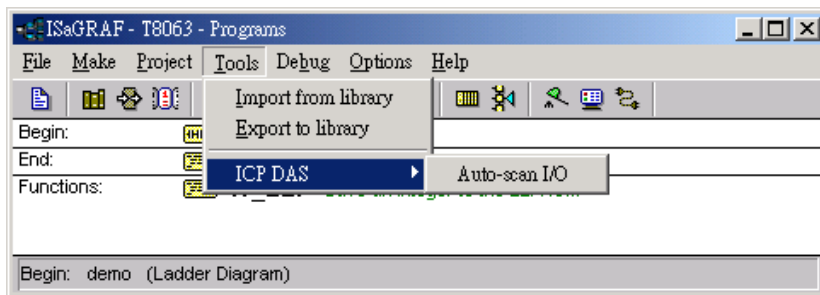 ISaGRAF - T8063 - Programs
File Make Project Tools Debug Options Help
Import from library
Export to library
ICP DAS
Auto-scan I/O
Begin:
End:
Functions:
Begin: demo (Ladder Diagram)